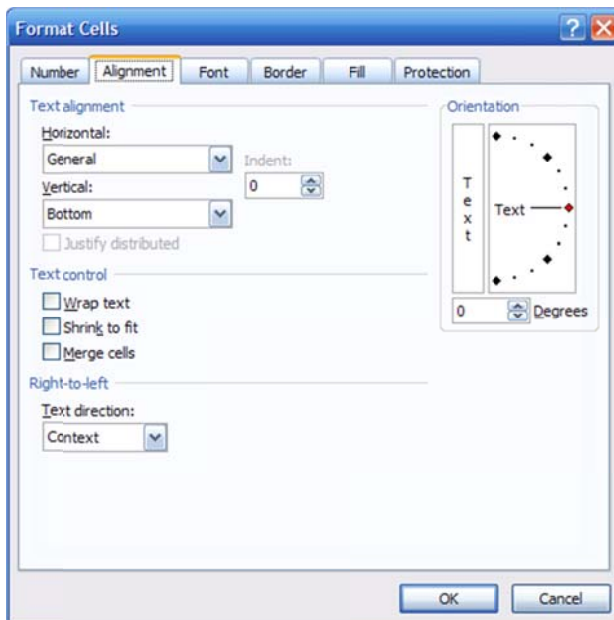 Format Cells
Number Alignment Font Border Fill Protection
Text alignment
Horizontal:
General
Indent:
0
Vertical:
Bottom
Justify distributed
Text control
Wrap text
Shrink to fit
Merge cells
Right-to-left
Text direction:
Context
Orientation
Text
Text
0 Degrees
OK Cancel